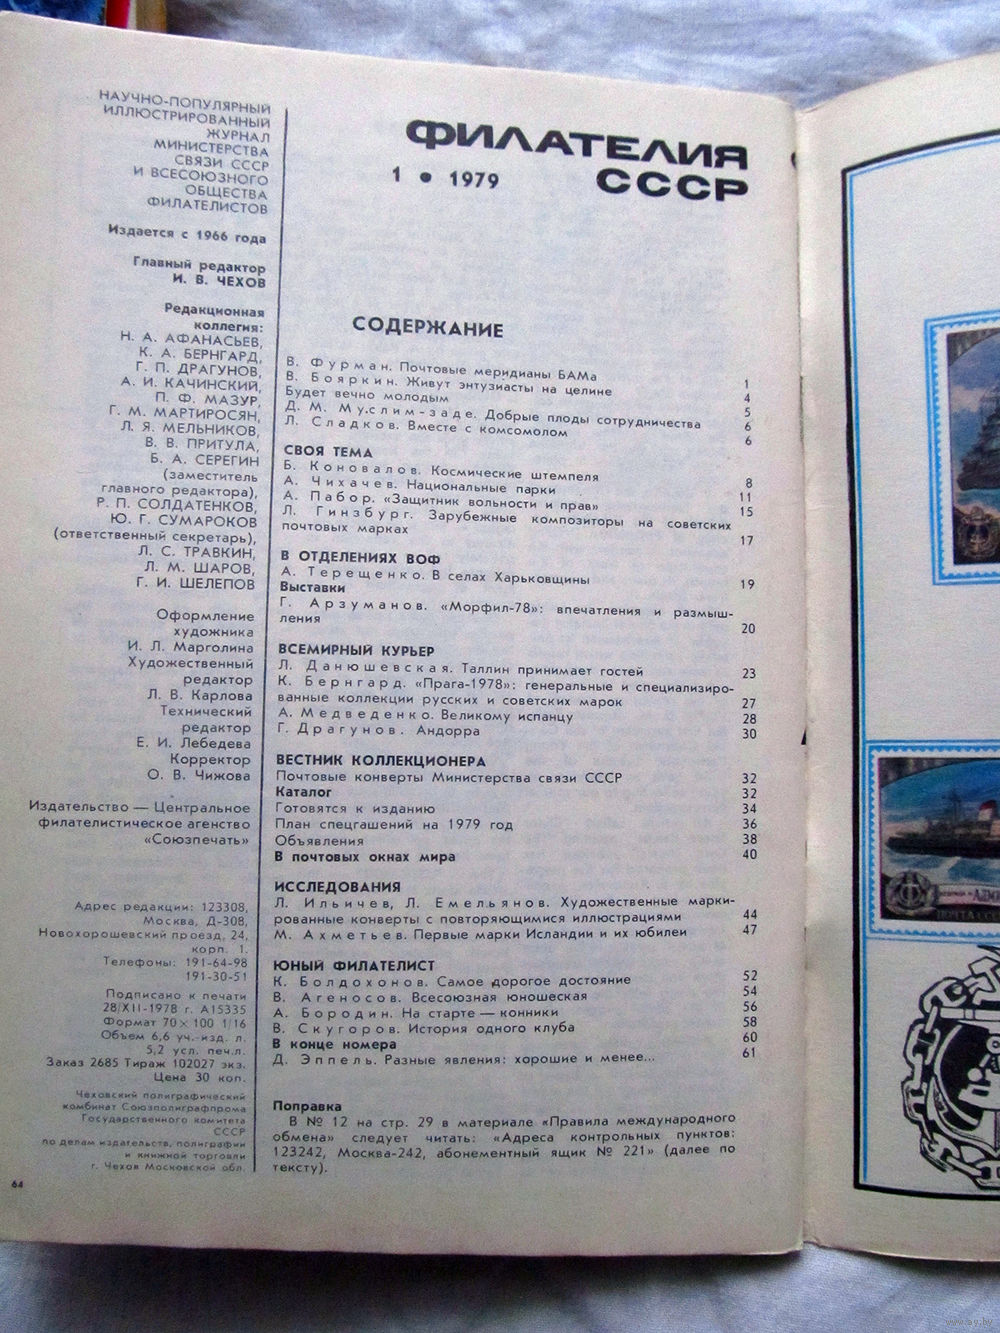 НАУЧНО-ПОПУЛЯРНЫЙ
ИЛЛЮСТРИРОВАННЫЙ
ЖУРНАЛ
МИНИСТЕРСТВА
СВЯЗИ СССР
И ВСЕСОЮЗНОГО
ОБЩЕСТВА
ФИЛАТЕЛИСТОВ
Издается с 1966 года
Главный редактор
И. В. ЧЕХОВ
Редакционная
коллегия:
Н. А. АФАНАСЬЕВ,
К. А. БЕРНГАРД,
Г. П. ДРАГУНОВ,
А. И. КАЧИНСКИЙ,
П. Ф. МАЗУР,
Г. М. МАРТИРОСЯН,
Л. Я. МЕЛЬНИКОВ,
В. В. ПРИТУЛА,
Б. А. СЕРЕГИН
(заместитель
главного редактора),
Р. П. СОЛДАТЕНКОВ,
Ю. Г. СУМАРОКОВ
(ответственный секретарь),
Л. С. ТРАВКИН,
Л. М. ШАРОВ,
Г. И. ШЕЛЕПОВ
Оформление
художника
И. Л. Марголина
Художественный
редактор
Л. В. Карлова
Технический
редактор
Е. И. Лебедева
Корректор
О. В. Чижова
Издательство — Центральное
филателистическое агенство
«Союзпечать»
Адрес редакции: 123308,
Москва, Д-308,
Новохорошевский проезд, 24,
корп. 1.
Телефоны: 191-64-98
191-30-51
Подписано к печати
28/XII-1978 г. А15335
Формат 70×100 1/16
Объем 6,6 уч.-изд. л.
5,2 усл. печ.л.
Заказ 2685 Тираж 102027 экз.
Цена 30 коп.
Чеховский полиграфический
комбинат Союзполиграфпрома
Государственного комитета
СССР
по делам издательств, полиграфии
и книжной торговли
г. Чехов Московской обл.
64
ФИЛАТЕЛИЯ
СССР
1 • 1979
СОДЕРЖАНИЕ
В. Фурман. Почтовые меридианы БАМа 1
В. Бояркин. Живут энтузиасты на целине 4
Будет вечно молодым 5
Д. М. Муслим-заде. Добрые плоды сотрудничества 6
Л. Сладков. Вместе с комсомолом 6
СВОЯ ТЕМА
Б. Коновалов. Космические штемпеля 8
А. Чихачев. Национальные парки 11
А. Пабор. «Защитник вольности и прав» 15
Л. Гинзбург. Зарубежные композиторы на советских
почтовых марках 17
В ОТДЕЛЕНИЯХ ВОФ
А. Терещенко. В селах Харьковщины 19
Выставки
Г. Арзуманов. «Морфил-78»: впечатления и размыш-
ления 20
ВСЕМИРНЫЙ КУРЬЕР
Л. Данюшевская. Таллин принимает гостей 23
К. Бернгард. «Прага-1978»: генеральные и специализиро-
ванные коллекции русских и советских марок 27
А. Медведенко. Великому испанцу 28
Г. Драгунов. Андорра 30
ВЕСТНИК КОЛЛЕКЦИОНЕРА
Почтовые конверты Министерства связи СССР 32
Каталог 32
Готовятся к изданию 34
План спецгашений на 1979 год 36
Объявления 38
В почтовых окнах мира 40
ИССЛЕДОВАНИЯ
Л. Ильичев, Л. Емельянов. Художественные марки-
рованные конверты с повторяющимися иллюстрациями 44
М. Ахметьев. Первые марки Исландии и их юбилеи 47
ЮНЫЙ ФИЛАТЕЛИСТ
К. Болдохонов. Самое дорогое достояние 52
В. Агеносов. Всесоюзная юношеская 54
А. Бородин. На старте — конники 56
В. Скугоров. История одного клуба 58
В конце номера 60
Д. Эппель. Разные явления: хорошие и менее... 61
Поправка
В № 12 на стр. 29 в материале «Правила международного
обмена» следует читать: «Адреса контрольных пунктов:
123242, Москва-242, абонементный ящик № 221» (далее по
тексту).
ПОЧТА СС
www.ay.by